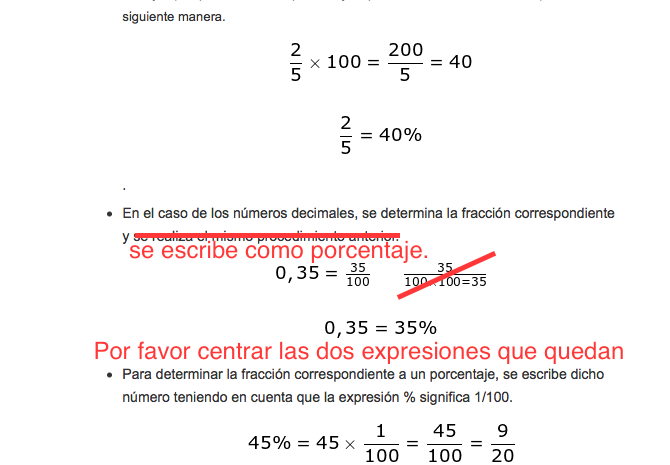 siguiente manera.
2/5 × 100 = 200/5 = 40
2/5 = 40%
.
• En el caso de los números decimales, se determina la fracción correspondiente
y se realiza el mismo procedimiento anterior.
se escribe como porcentaje.
0,35 = 35/100 35/100×100=35
0,35 = 35%
Por favor centrar las dos expresiones que quedan
• Para determinar la fracción correspondiente a un porcentaje, se escribe dicho
número teniendo en cuenta que la expresión % significa 1/100.
45% = 45 × 1/100 = 45/100 = 9/20